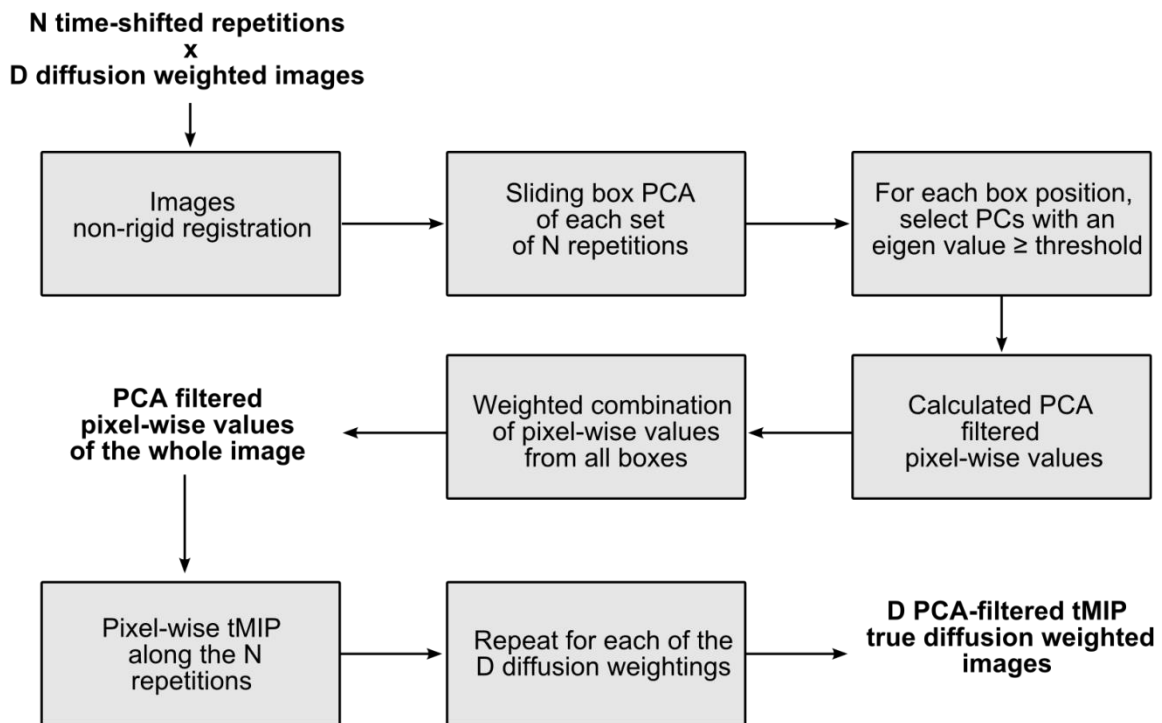 N time-shifted repetitions
x
D diffusion weighted images
Images
non-rigid registration
Sliding box PCA
of each set
of N repetitions
For each box position,
select PCs with an
eigen value ≥ threshold
Calculated PCA
filtered
pixel-wise values
Weighted combination
of pixel-wise values
from all boxes
PCA filtered
pixel-wise values
of the whole image
Pixel-wise tMIP
along the N
repetitions
Repeat for each of the
D diffusion weightings
D PCA-filtered tMIP
true diffusion weighted
images